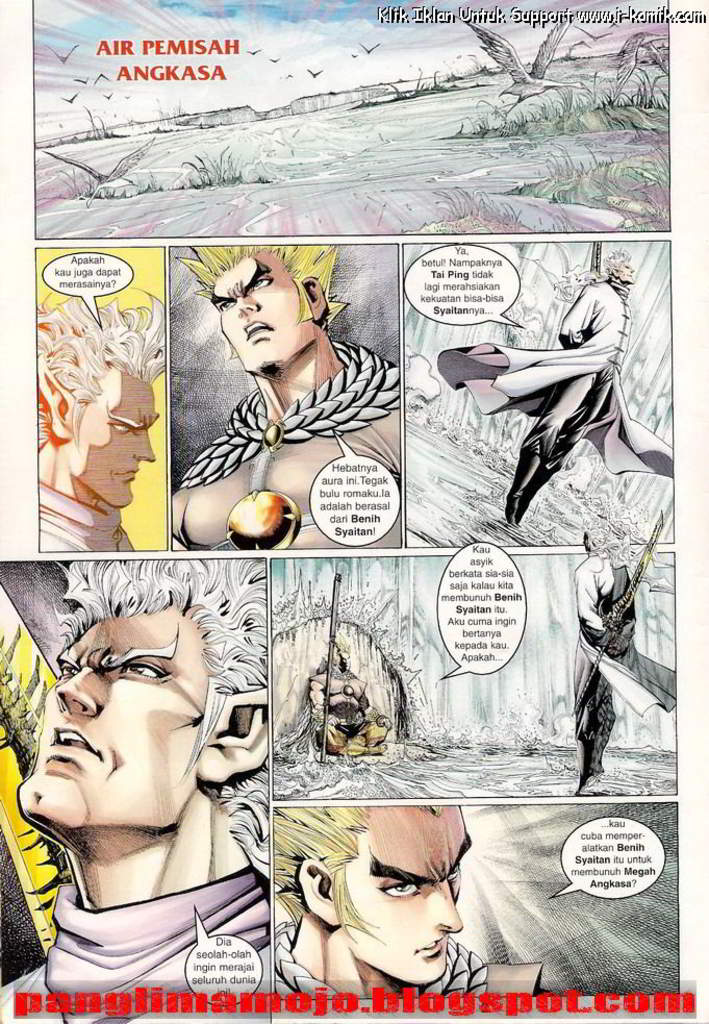 Klik Iklan Untuk Support www.i-komik.com
AIR PEMISAH
ANGKASA
Apakah
kau juga dapat
merasainya?
Hebatnya
aura ini.Tegak
bulu romaku.Ia
adalah berasal
dari Benih
Syaitan!
Ya,
betul! Nampaknya
Tai Ping tidak
lagi merahsiakan
kekuatan bisa-bisa
Syaitannya...
Dia
seolah-olah
ingin merajai
seluruh dunia
ini!
Kau
asyik
berkata sia-sia
saja kalau kita
membunuh Benih
Syaitan itu.
Aku cuma ingin
bertanya
kepada kau.
Apakah...
...kau
cuba memper-
alatkan Benih
Syaitan itu untuk
membunuh Megah
Angkasa?
panglimamojo.blogspot.com